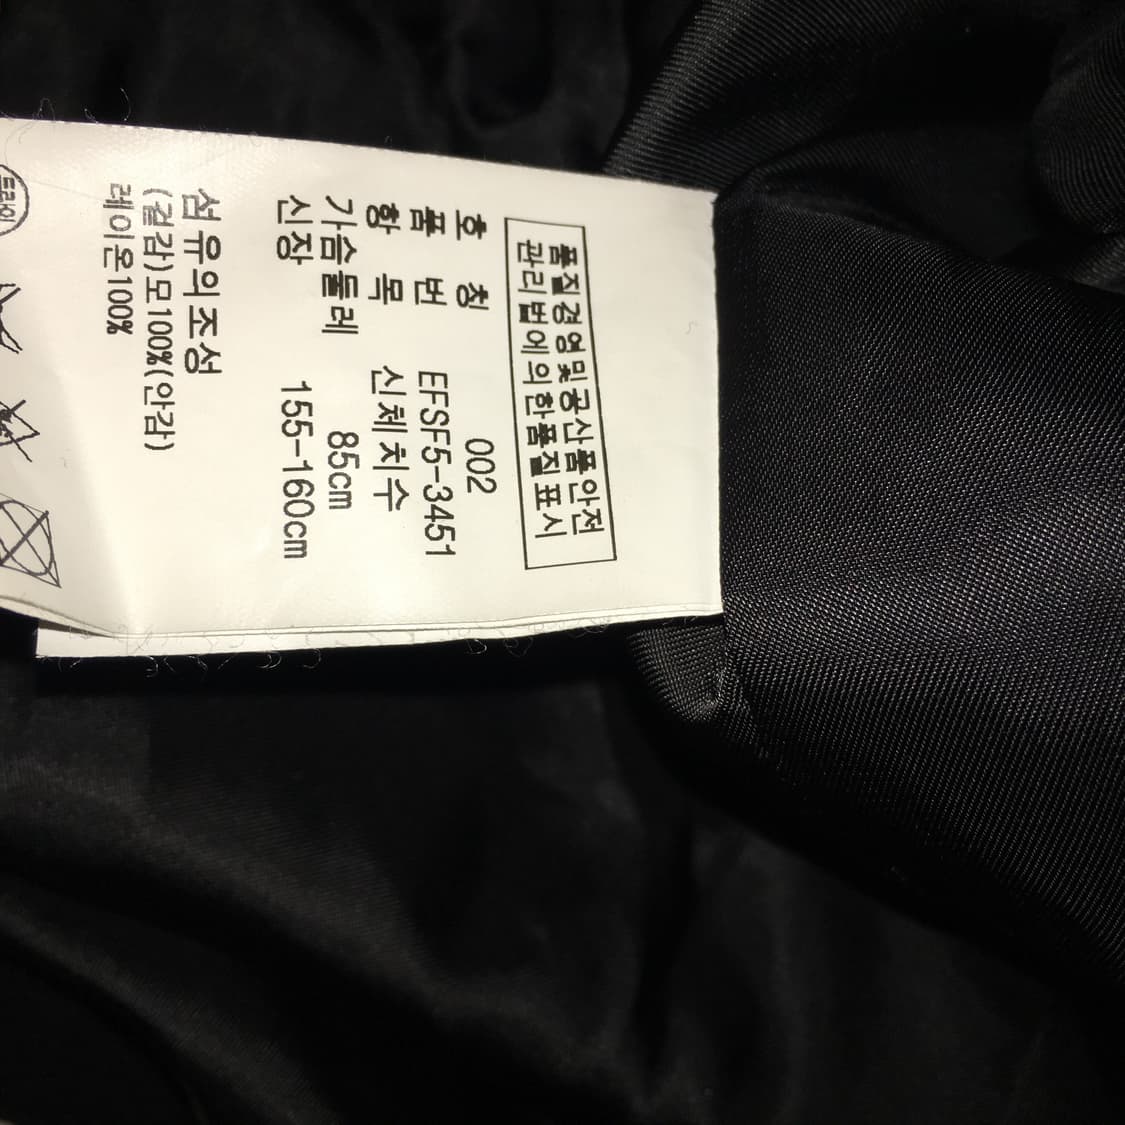 품질경영및공산품안전
관리법에의한품질표시
호 칭 002
품 번 EFSF5-3451
항 목 신체치수
가슴둘레 85cm
신장 155-160cm
섬유의조성
(겉감)모100%(안감)
레이온100%
드라이